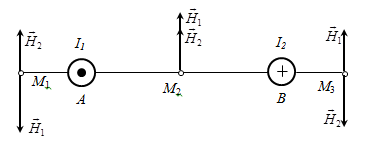 H⃗₁
H⃗₂ I₁ H⃗₂ I₂ H⃗₁
M₁ A M₂ B M₃
H⃗₁ H⃗₂